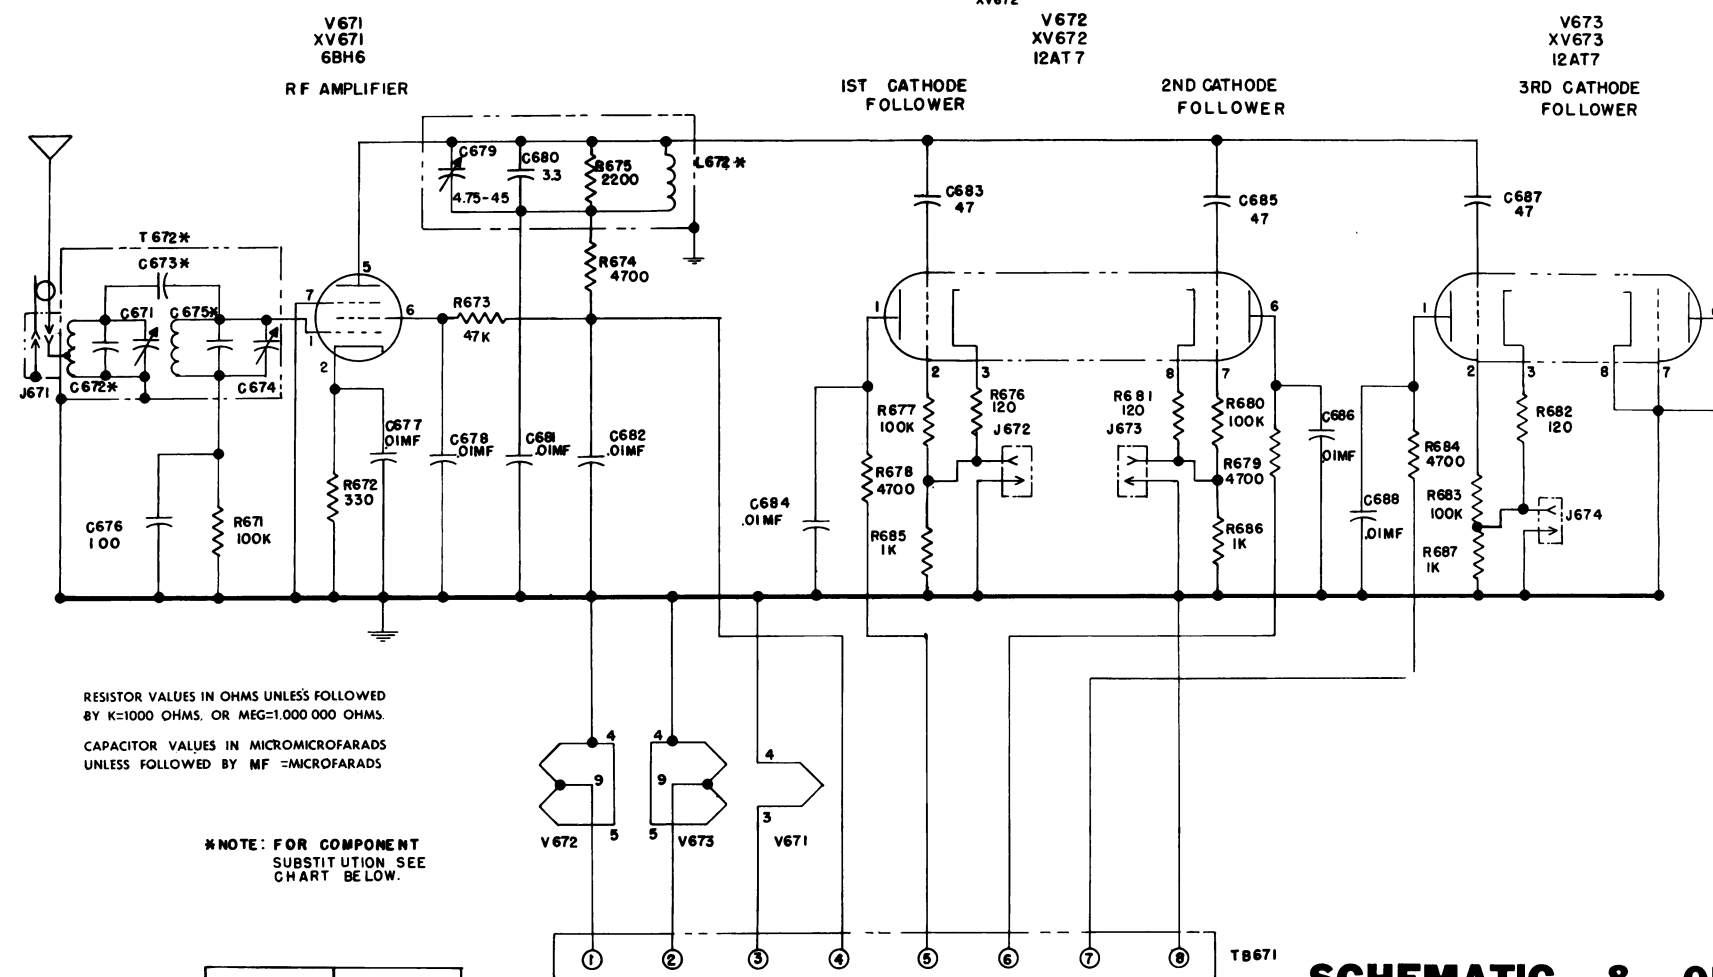 XV672
V671
XV671
6BH6
RF AMPLIFIER
V672
XV672
12AT7
1ST CATHODE
FOLLOWER
2ND CATHODE
FOLLOWER
V673
XV673
12AT7
3RD CATHODE
FOLLOWER
C679
4.75-45
C680
3.3
R675
2200
L672*
C683
47
C685
47
C687
47
T672*
C673*
C671
C675*
C672*
C674
J671
5
7
6
1
2
R673
47K
R674
4700
1
2
3
6
8
7
1
2
3
8
7
C677
.01MF
C678
.01MF
C681
.01MF
C682
.01MF
R672
330
C676
100
R671
100K
R677
100K
R676
120
J672
R678
4700
C684
.01MF
R685
1K
R681
120
J673
R680
100K
R679
4700
R686
1K
C686
.01MF
C688
.01MF
R684
4700
R683
100K
R687
1K
R682
120
J674
RESISTOR VALUES IN OHMS UNLESS FOLLOWED
BY K=1000 OHMS. OR MEG=1.000 000 OHMS.
CAPACITOR VALUES IN MICROMICROFARADS
UNLESS FOLLOWED BY MF =MICROFARADS
*NOTE: FOR COMPONENT
SUBSTITUTION SEE
CHART BELOW.
4
9
5
V672
4
9
5
V673
4
3
V671
1 2 3 4 5 6 7 8
TB671
SCHEMATIC 8